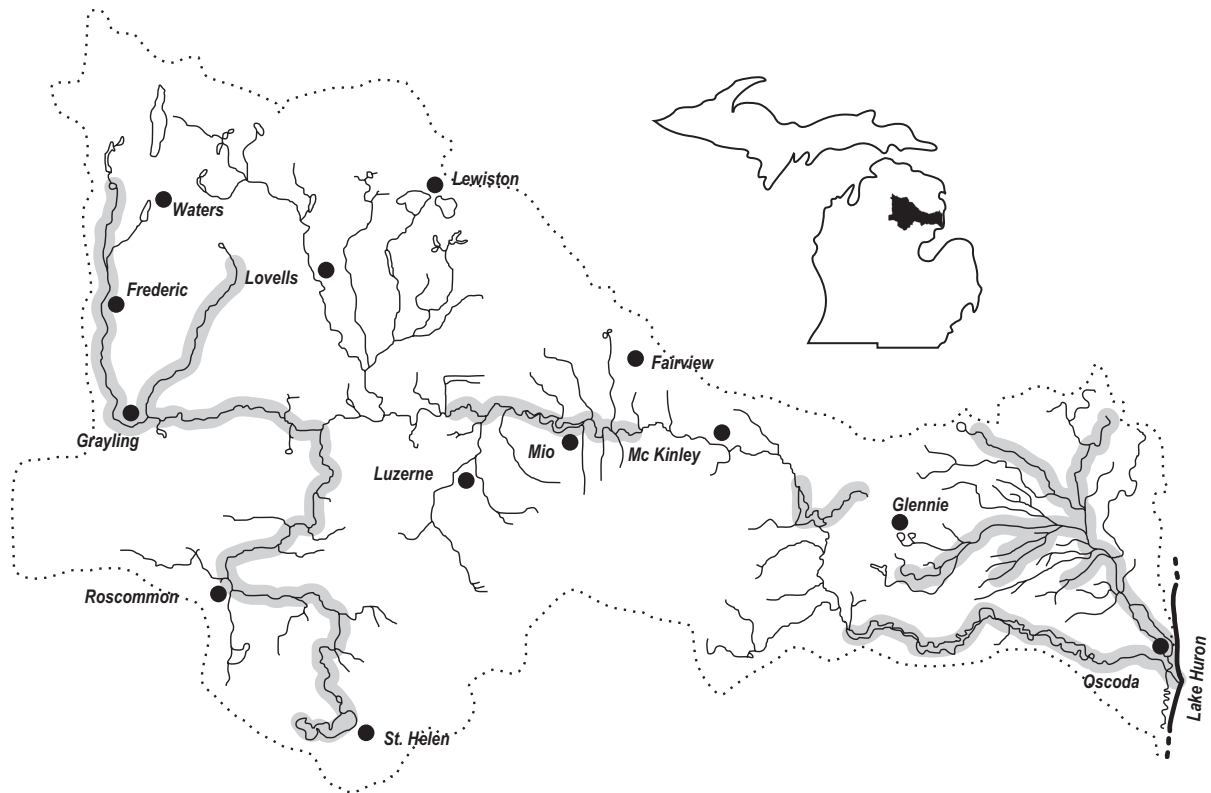 Lewiston
Waters
Lovells
Frederic
Fairview
Grayling
Mio
Mc Kinley
Luzerne
Glennie
Roscommon
Oscoda
Lake Huron
St. Helen